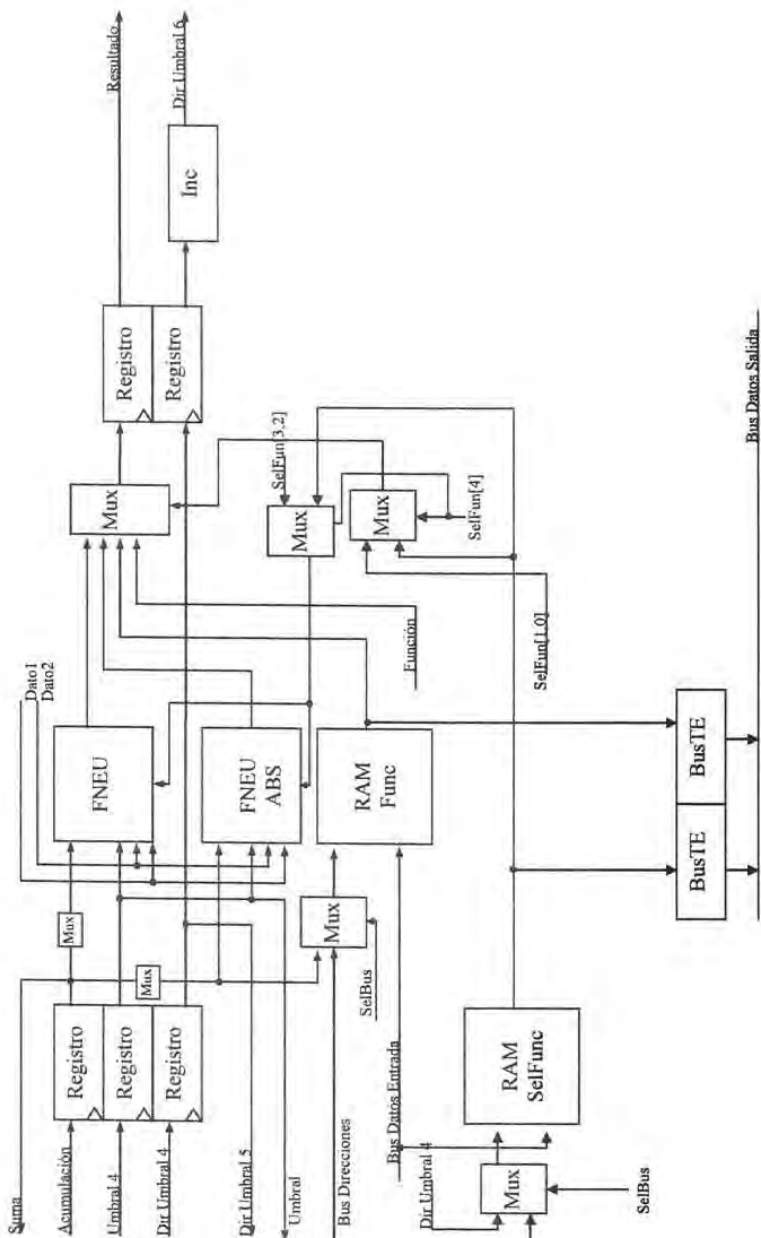 Suma
Acumulación
Umbral 4
Dir Umbral 4
Dir Umbral 5
Umbral
Bus Direcciones
Registro
Registro
Registro
Mux
Mux
Dato1
Dato2
FNEU
FNEU
ABS
RAM
Func
Mux
SelBus
Bus Datos Entrada
Dir Umbral 4
Mux
SelBus
RAM
SelFunc
Mux
Función
SelFun[3,2]
Mux
Mux
SelFun[4]
SelFun[1,0]
Registro
Registro
Inc
Resultado
Dir Umbral 6
BusTE
BusTE
Bus Datos Salida